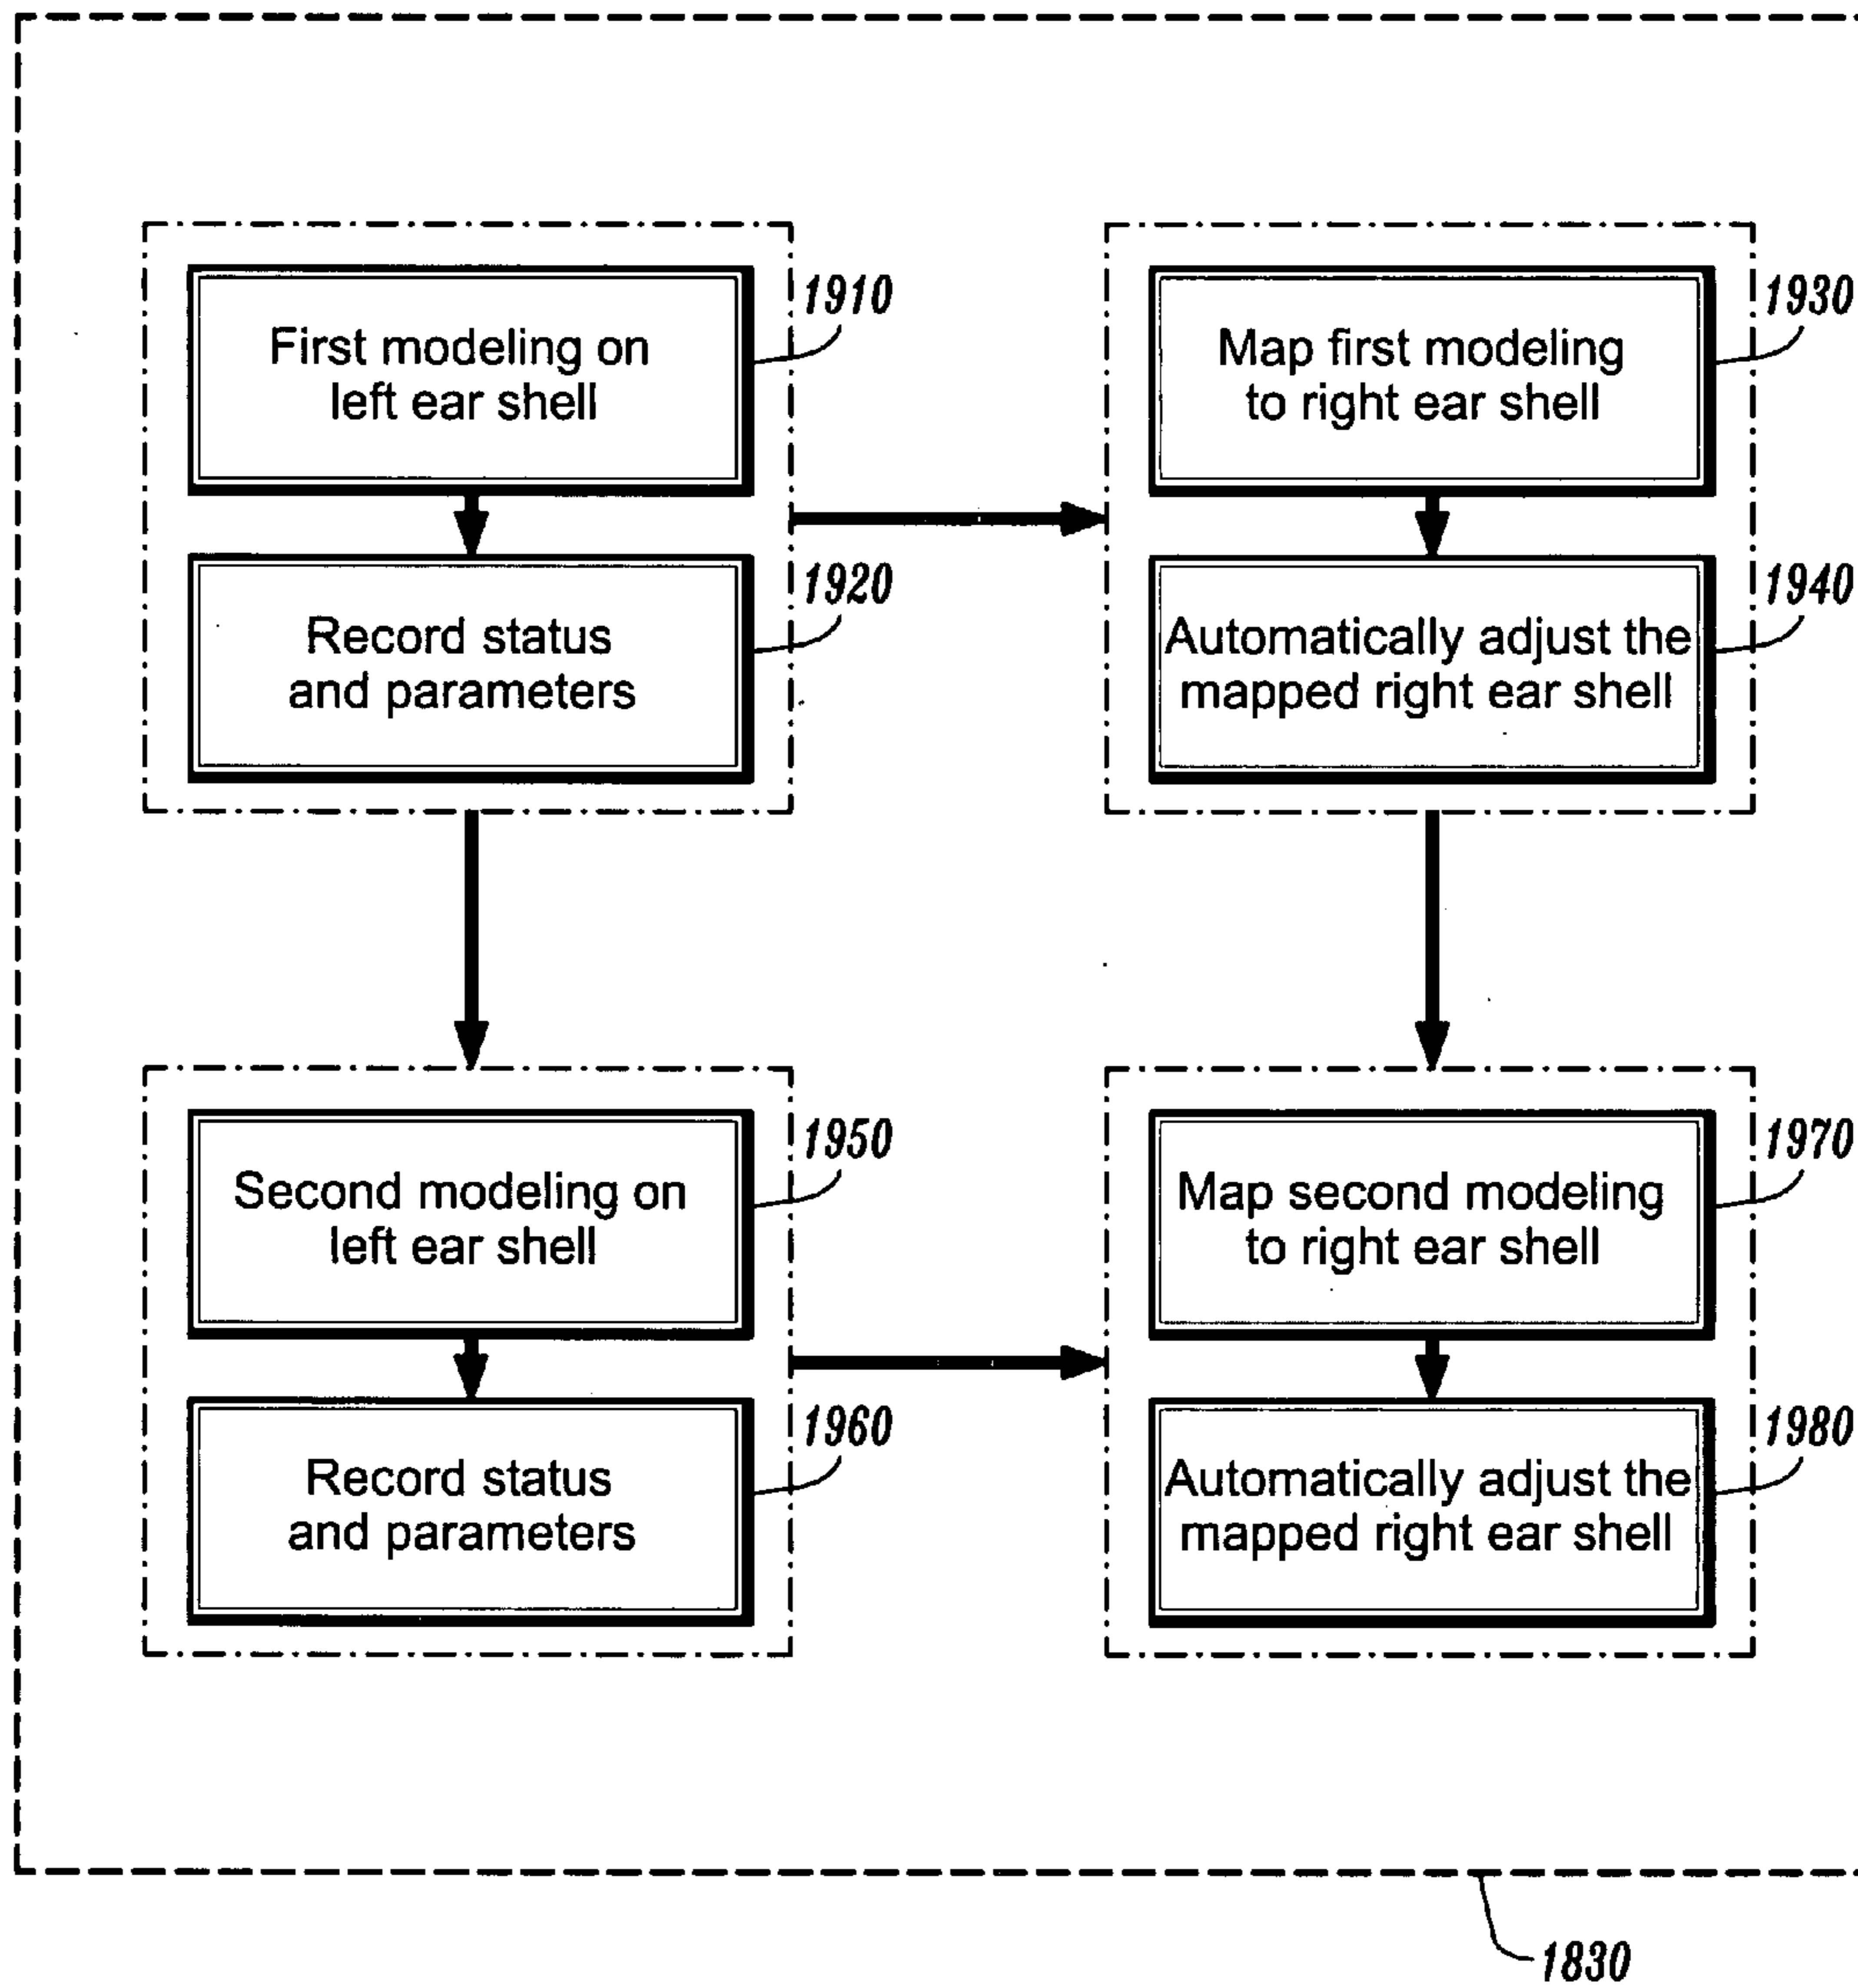 First modeling on
left ear shell
1910
Record status
and parameters
1920
Map first modeling
to right ear shell
1930
Automatically adjust the
mapped right ear shell
1940
Second modeling on
left ear shell
1950
Record status
and parameters
1960
Map second modeling
to right ear shell
1970
Automatically adjust the
mapped right ear shell
1980
1830